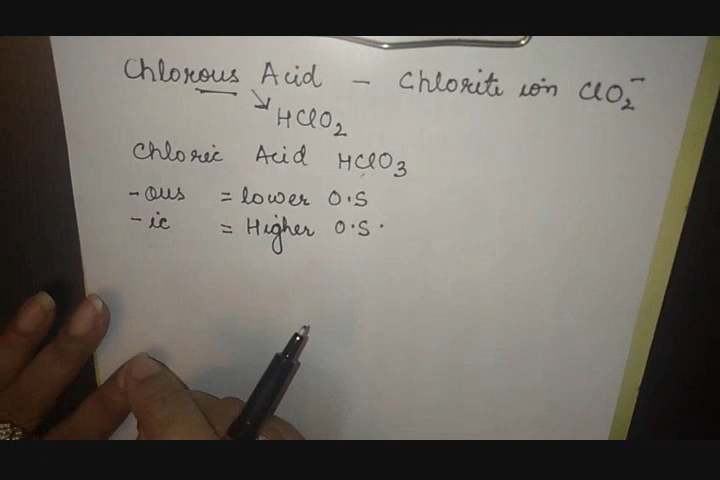 Chlorous Acid – Chlorite ion ClO₂⁻
HClO₂
Chloric Acid HClO₃
-ous = lower O.S
-ic = Higher O.S.